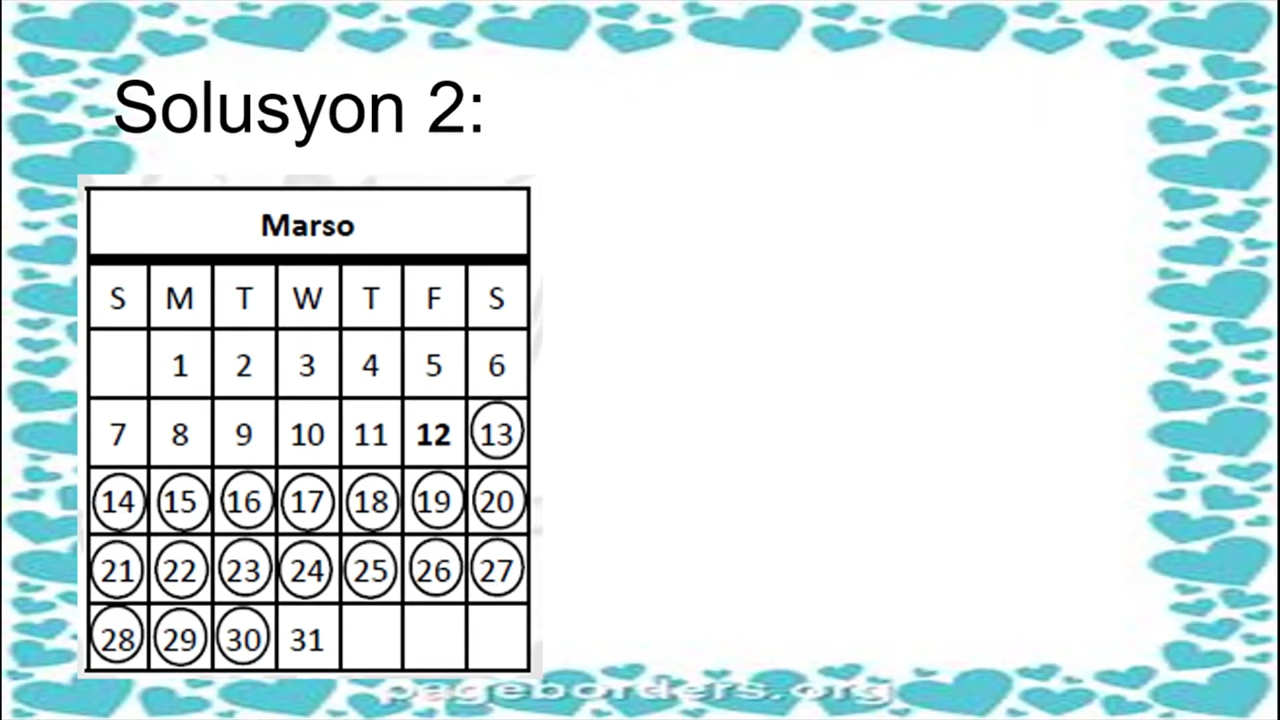 Solusyon 2:
Marso
S M T W T F S
1 2 3 4 5 6
7 8 9 10 11 12 13
14 15 16 17 18 19 20
21 22 23 24 25 26 27
28 29 30 31
pageborders.org